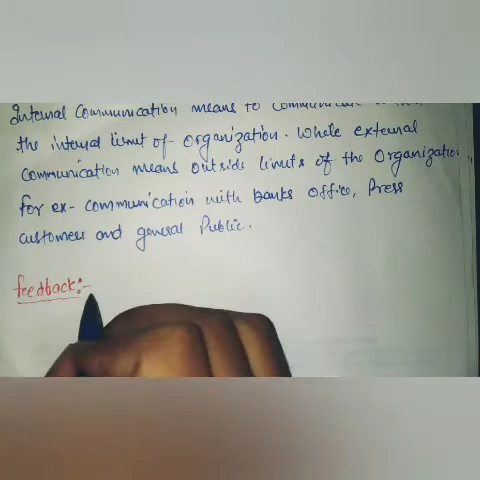 Internal Communication means to communicate
the internal limit of - organization. While external
Communication means outside limits of the Organization,
for ex- communication with banks office, Press
customers and general Public.
feedback:-